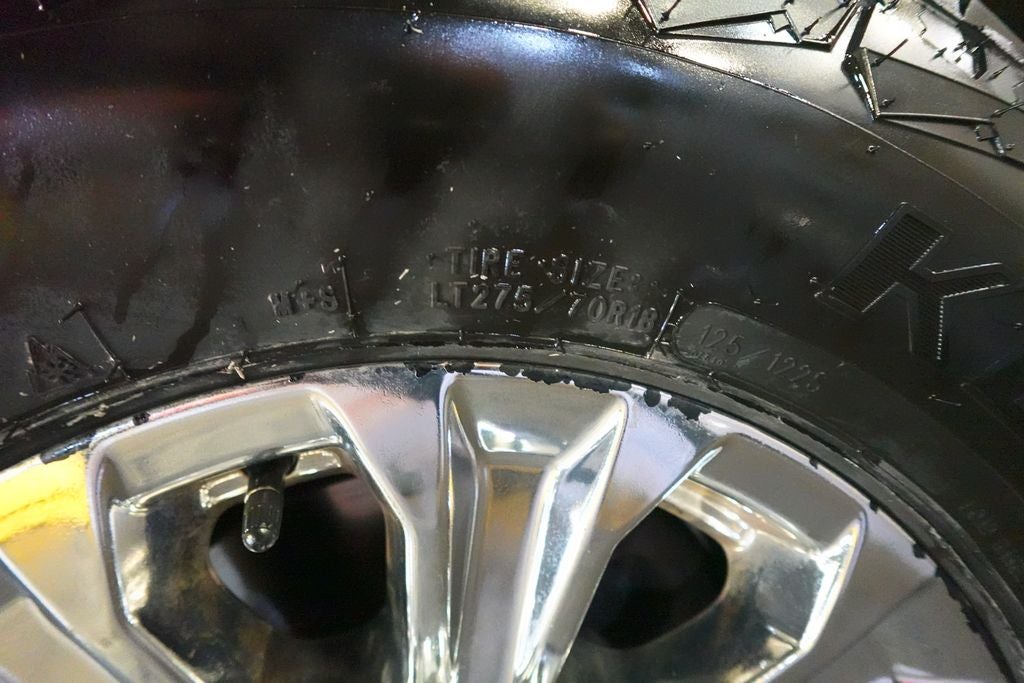 M+S
TIRE SIZE
LT275/70R18
125/122S
K